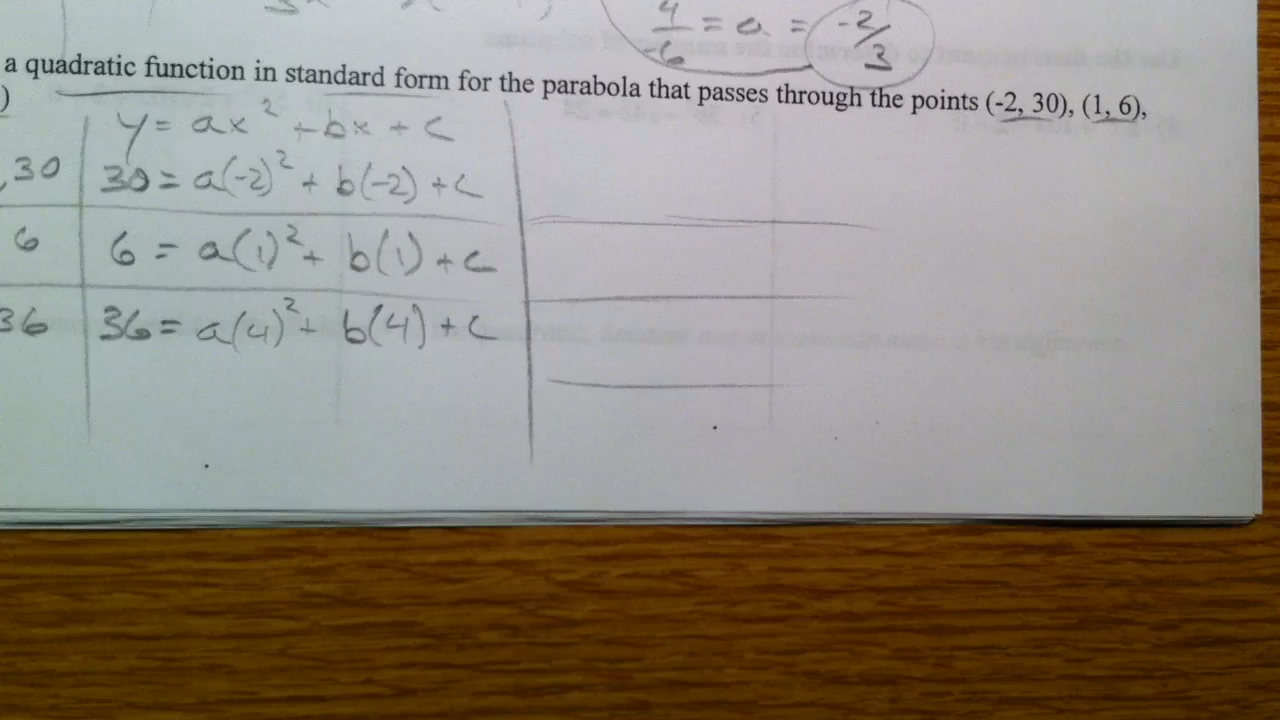 4/-6 = a = -2/3
a quadratic function in standard form for the parabola that passes through the points (-2, 30), (1, 6),
)
y = ax² + bx + c
,30 30 = a(-2)² + b(-2) + c
6 6 = a(1)² + b(1) + c
36 36 = a(4)² + b(4) + c